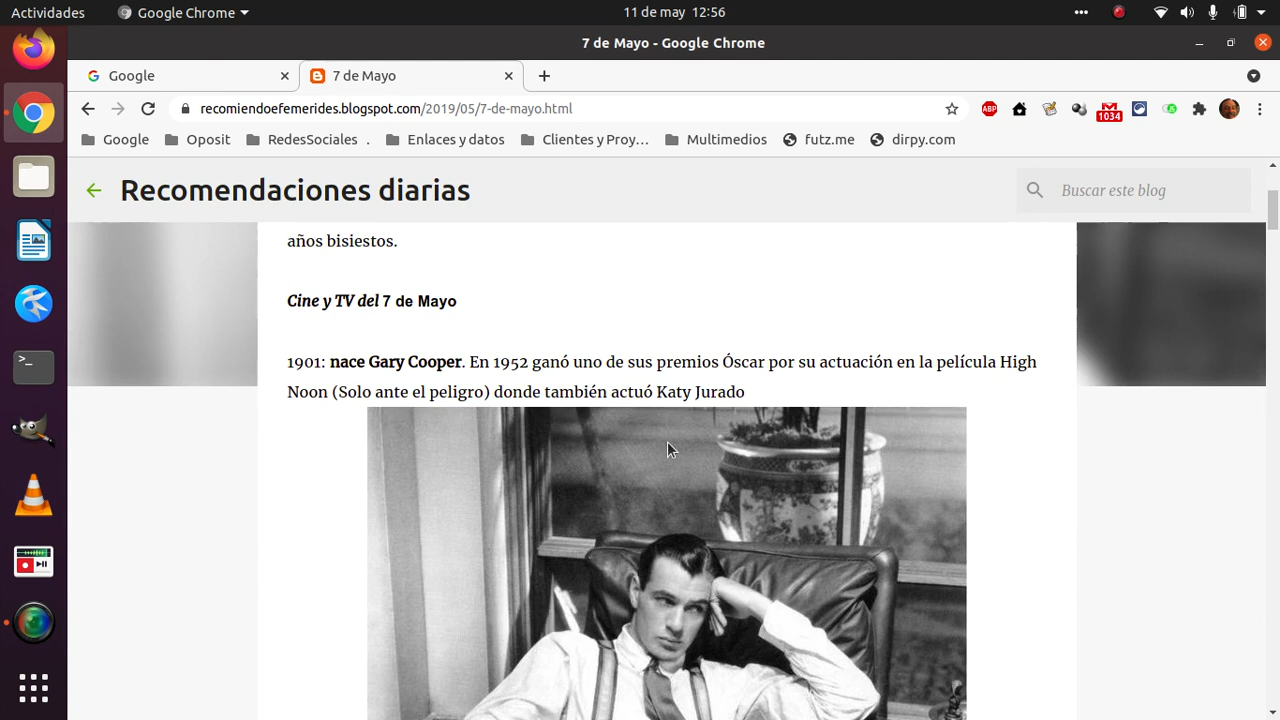 Actividades
Google Chrome
11 de may 12:56
7 de Mayo - Google Chrome
Google
7 de Mayo
recomiendoefemerides.blogspot.com/2019/05/7-de-mayo.html
ABP
1034
Google
Oposit
RedesSociales .
Enlaces y datos
Clientes y Proy…
Multimedios
futz.me
dirpy.com
Recomendaciones diarias
Buscar este blog
años bisiestos.
Cine y TV del 7 de Mayo
1901: nace Gary Cooper. En 1952 ganó uno de sus premios Óscar por su actuación en la película High
Noon (Solo ante el peligro) donde también actuó Katy Jurado